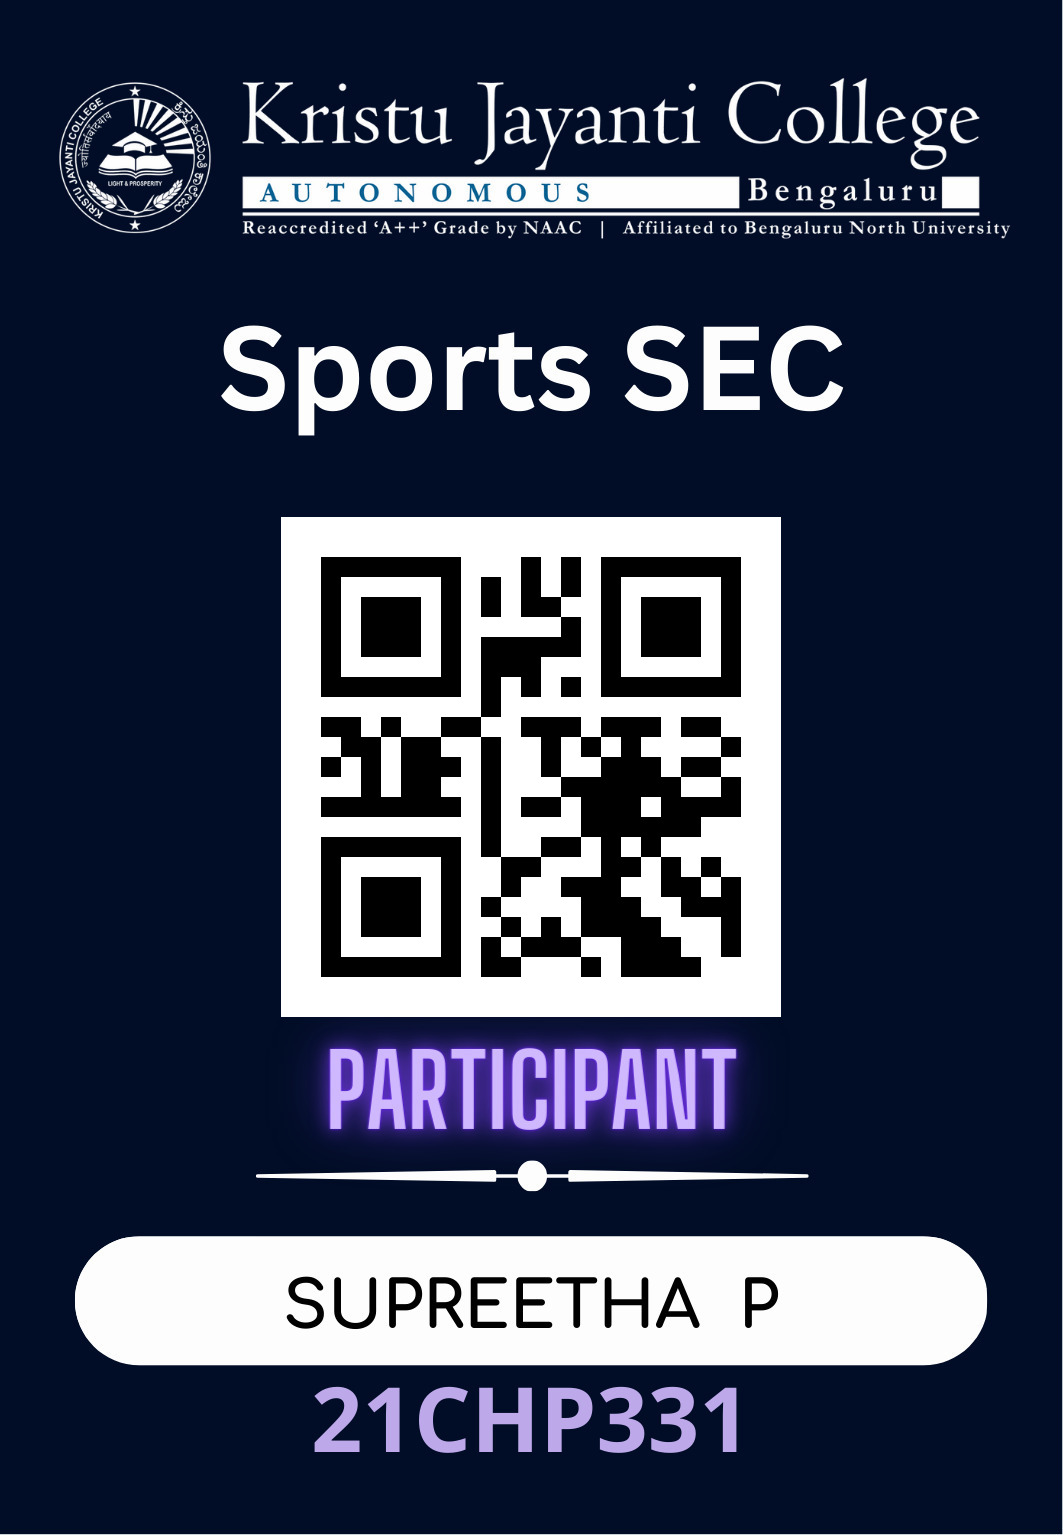 KRISTU JAYANTI COLLEGE
ಕ್ರಿಸ್ತು ಜಯಂತಿ ಕಾಲೇಜು
LIGHT & PROSPERITY
Kristu Jayanti College
AUTONOMOUS Bengaluru
Reaccredited ‘A++’ Grade by NAAC | Affiliated to Bengaluru North University
Sports SEC
PARTICIPANT
SUPREETHA P
21CHP331